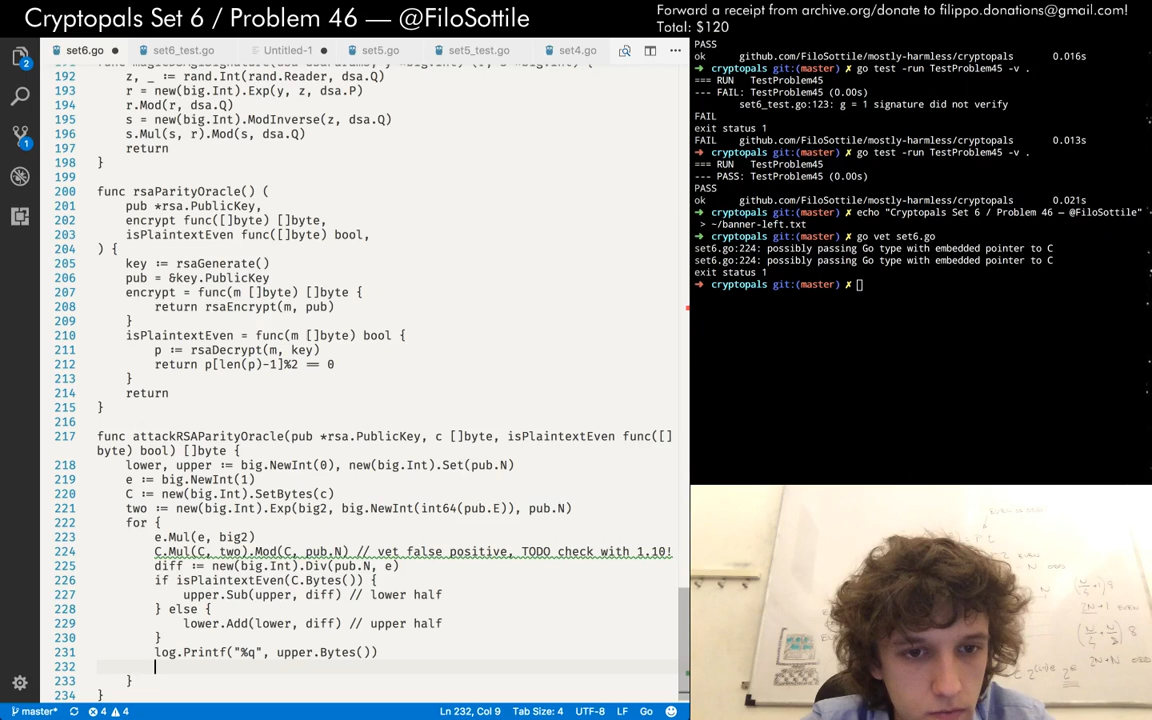 Cryptopals Set 6 / Problem 46 — @FiloSottile
Forward a receipt from archive.org/donate to filippo.donations@gmail.com!
Total: $120
set6.go
set6_test.go
Untitled-1
set5.go
set5_test.go
set4.go
192 z, _ := rand.Int(rand.Reader, dsa.Q)
193 r = new(big.Int).Exp(y, z, dsa.P)
194 r.Mod(r, dsa.Q)
195 s = new(big.Int).ModInverse(z, dsa.Q)
196 s.Mul(s, r).Mod(s, dsa.Q)
197 return
198 }
199
200 func rsaParityOracle() (
201 pub *rsa.PublicKey,
202 encrypt func([]byte) []byte,
203 isPlaintextEven func([]byte) bool,
204 ) {
205 key := rsaGenerate()
206 pub = &key.PublicKey
207 encrypt = func(m []byte) []byte {
208 return rsaEncrypt(m, pub)
209 }
210 isPlaintextEven = func(m []byte) bool {
211 p := rsaDecrypt(m, key)
212 return p[len(p)-1]%2 == 0
213 }
214 return
215 }
216
217 func attackRSAParityOracle(pub *rsa.PublicKey, c []byte, isPlaintextEven func([]
byte) bool) []byte {
218 lower, upper := big.NewInt(0), new(big.Int).Set(pub.N)
219 e := big.NewInt(1)
220 C := new(big.Int).SetBytes(c)
221 two := new(big.Int).Exp(big2, big.NewInt(int64(pub.E)), pub.N)
222 for {
223 e.Mul(e, big2)
224 C.Mul(C, two).Mod(C, pub.N) // vet false positive, TODO check with 1.10!
225 diff := new(big.Int).Div(pub.N, e)
226 if isPlaintextEven(C.Bytes()) {
227 upper.Sub(upper, diff) // lower half
228 } else {
229 lower.Add(lower, diff) // upper half
230 }
231 log.Printf("%q", upper.Bytes())
232
233 }
234 }
master* 4 4
Ln 232, Col 9 Tab Size: 4 UTF-8 LF Go
PASS
ok github.com/FiloSottile/mostly-harmless/cryptopals 0.016s
➜ cryptopals git:(master) ✗ go test -run TestProblem45 -v .
=== RUN TestProblem45
--- FAIL: TestProblem45 (0.00s)
set6_test.go:123: g = 1 signature did not verify
FAIL
exit status 1
FAIL github.com/FiloSottile/mostly-harmless/cryptopals 0.013s
➜ cryptopals git:(master) ✗ go test -run TestProblem45 -v .
=== RUN TestProblem45
--- PASS: TestProblem45 (0.00s)
PASS
ok github.com/FiloSottile/mostly-harmless/cryptopals 0.021s
➜ cryptopals git:(master) ✗ echo "Cryptopals Set 6 / Problem 46 — @FiloSottile"
> ~/banner-left.txt
➜ cryptopals git:(master) ✗ go vet set6.go
set6.go:224: possibly passing Go type with embedded pointer to C
set6.go:224: possibly passing Go type with embedded pointer to C
exit status 1
➜ cryptopals git:(master) ✗